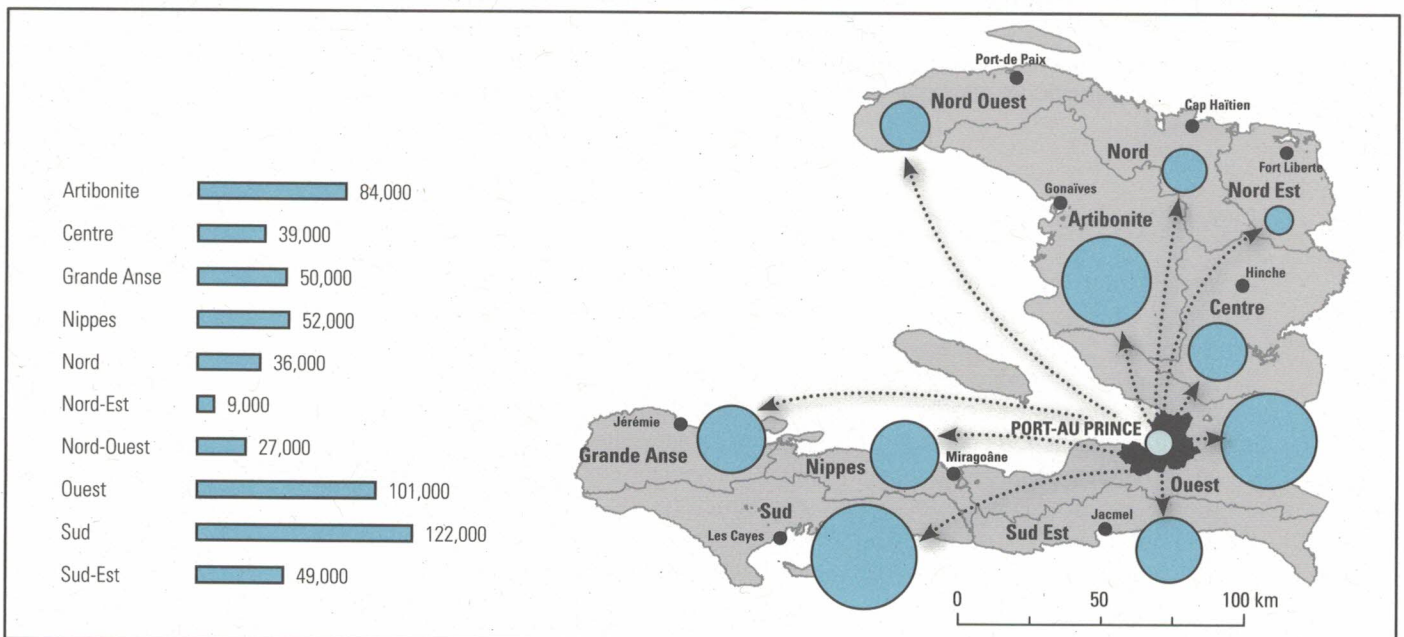 Artibonite 84,000
Centre 39,000
Grande Anse 50,000
Nippes 52,000
Nord 36,000
Nord-Est 9,000
Nord-Ouest 27,000
Ouest 101,000
Sud 122,000
Sud-Est 49,000
Port-de Paix
Nord Ouest
Cap Haïtien
Nord
Fort Liberte
Nord Est
Gonaïves
Artibonite
Hinche
Centre
PORT-AU PRINCE
Jérémie
Grande Anse
Nippes
Miragoâne
Ouest
Sud
Les Cayes
Sud Est
Jacmel
0 50 100 km